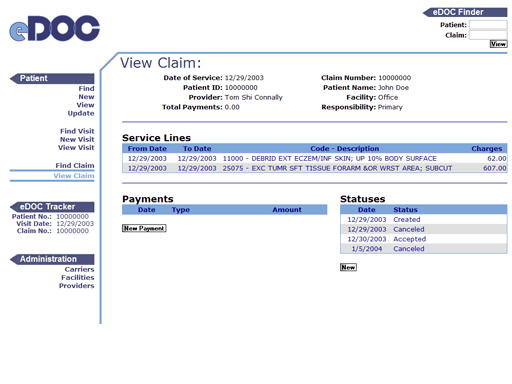 eDOC
eDOC Finder
Patient:
Claim:
View
View Claim:
Date of Service: 12/29/2003 Claim Number: 10000000
Patient ID: 10000000 Patient Name: John Doe
Provider: Tom Shi Connally Facility: Office
Total Payments: 0.00 Responsibility: Primary
Patient
Find
New
View
Update
Find Visit
New Visit
View Visit
Find Claim
View Claim
eDOC Tracker
Patient No.: 10000000
Visit Date: 12/29/2003
Claim No.: 10000000
Administration
Carriers
Facilities
Providers
Service Lines
From Date To Date Code - Description Charges
12/29/2003 12/29/2003 11000 - DEBRID EXT ECZEM/INF SKIN; UP 10% BODY SURFACE 62.00
12/29/2003 12/29/2003 25075 - EXC TUMR SFT TISSUE FORARM &OR WRST AREA; SUBCUT 607.00
Payments
Date Type Amount
New Payment
Statuses
Date Status
12/29/2003 Created
12/29/2003 Canceled
12/30/2003 Accepted
1/5/2004 Canceled
New